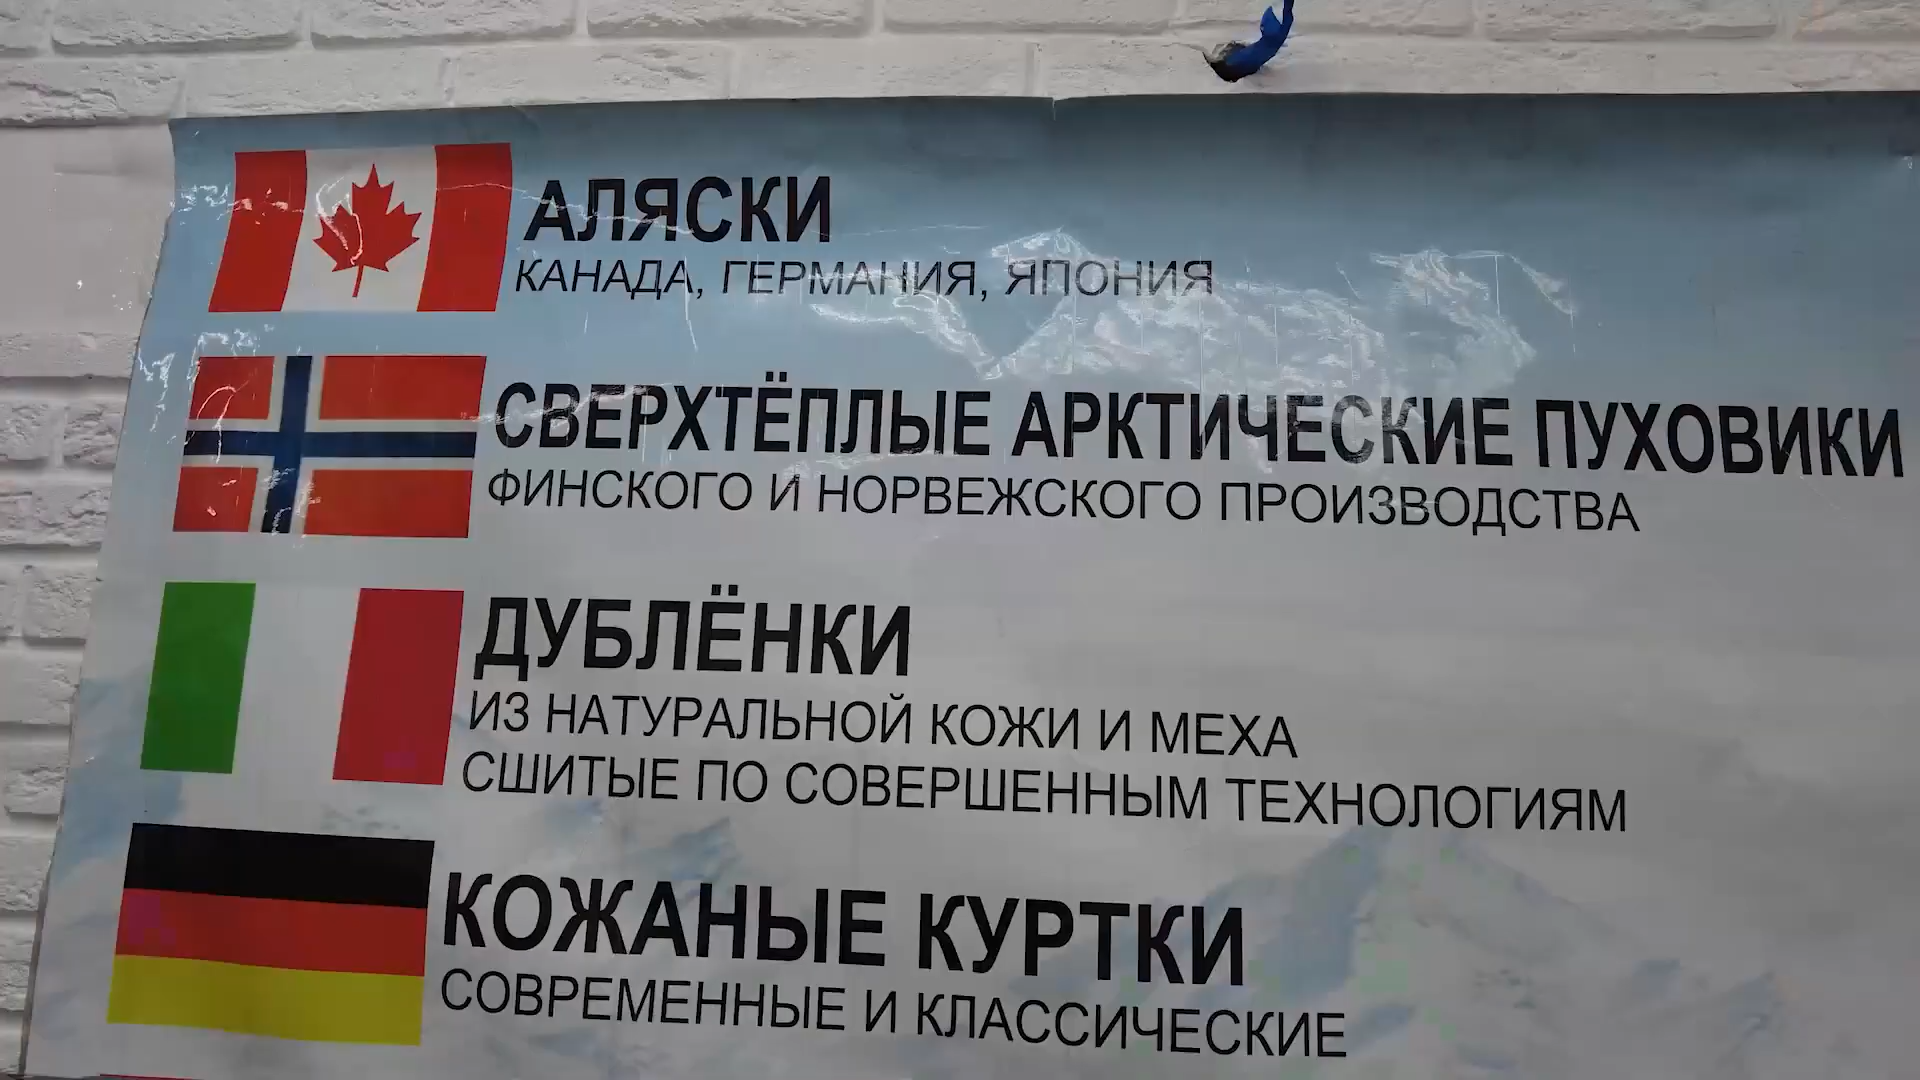 АЛЯСКИ
КАНАДА, ГЕРМАНИЯ, ЯПОНИЯ
СВЕРХТЁПЛЫЕ АРКТИЧЕСКИЕ ПУХОВИКИ
ФИНСКОГО И НОРВЕЖСКОГО ПРОИЗВОДСТВА
ДУБЛЁНКИ
ИЗ НАТУРАЛЬНОЙ КОЖИ И МЕХА
СШИТЫЕ ПО СОВЕРШЕННЫМ ТЕХНОЛОГИЯМ
КОЖАНЫЕ КУРТКИ
СОВРЕМЕННЫЕ И КЛАССИЧЕСКИЕ